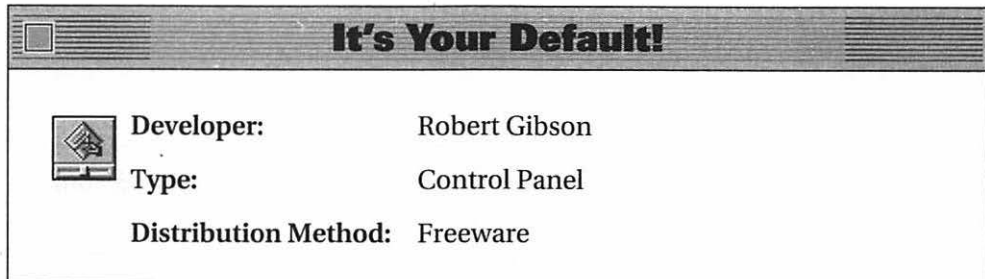 It's Your Default!
Developer: Robert Gibson
Type: Control Panel
Distribution Method: Freeware